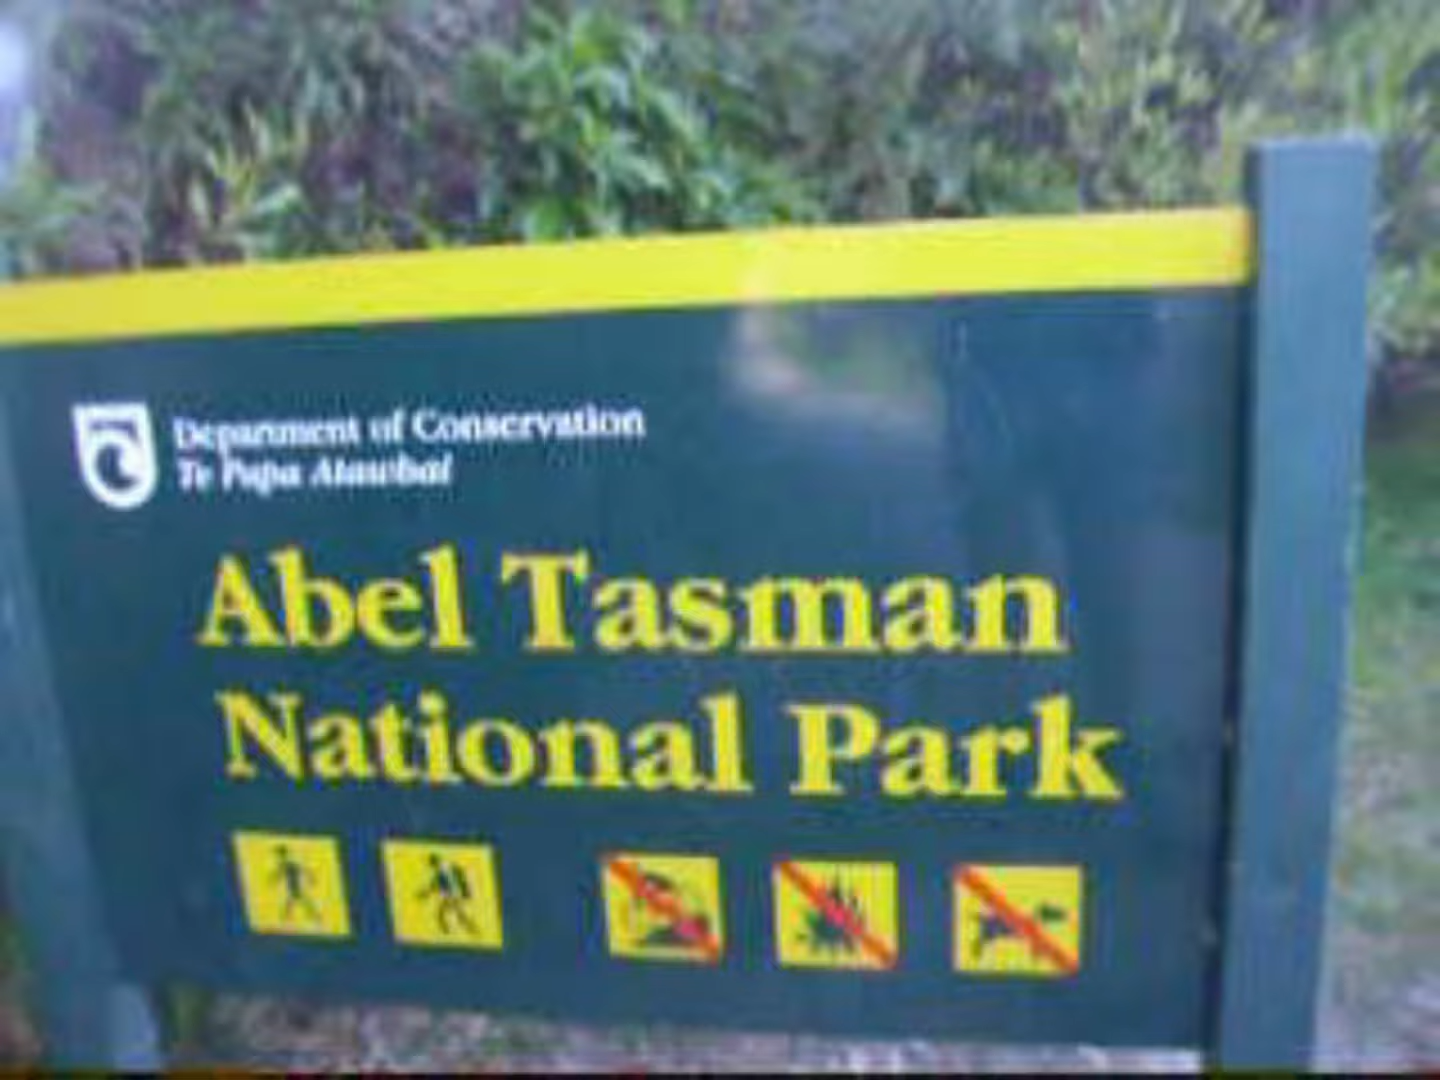 Department of Conservation
Te Papa Atawhai
Abel Tasman
National Park